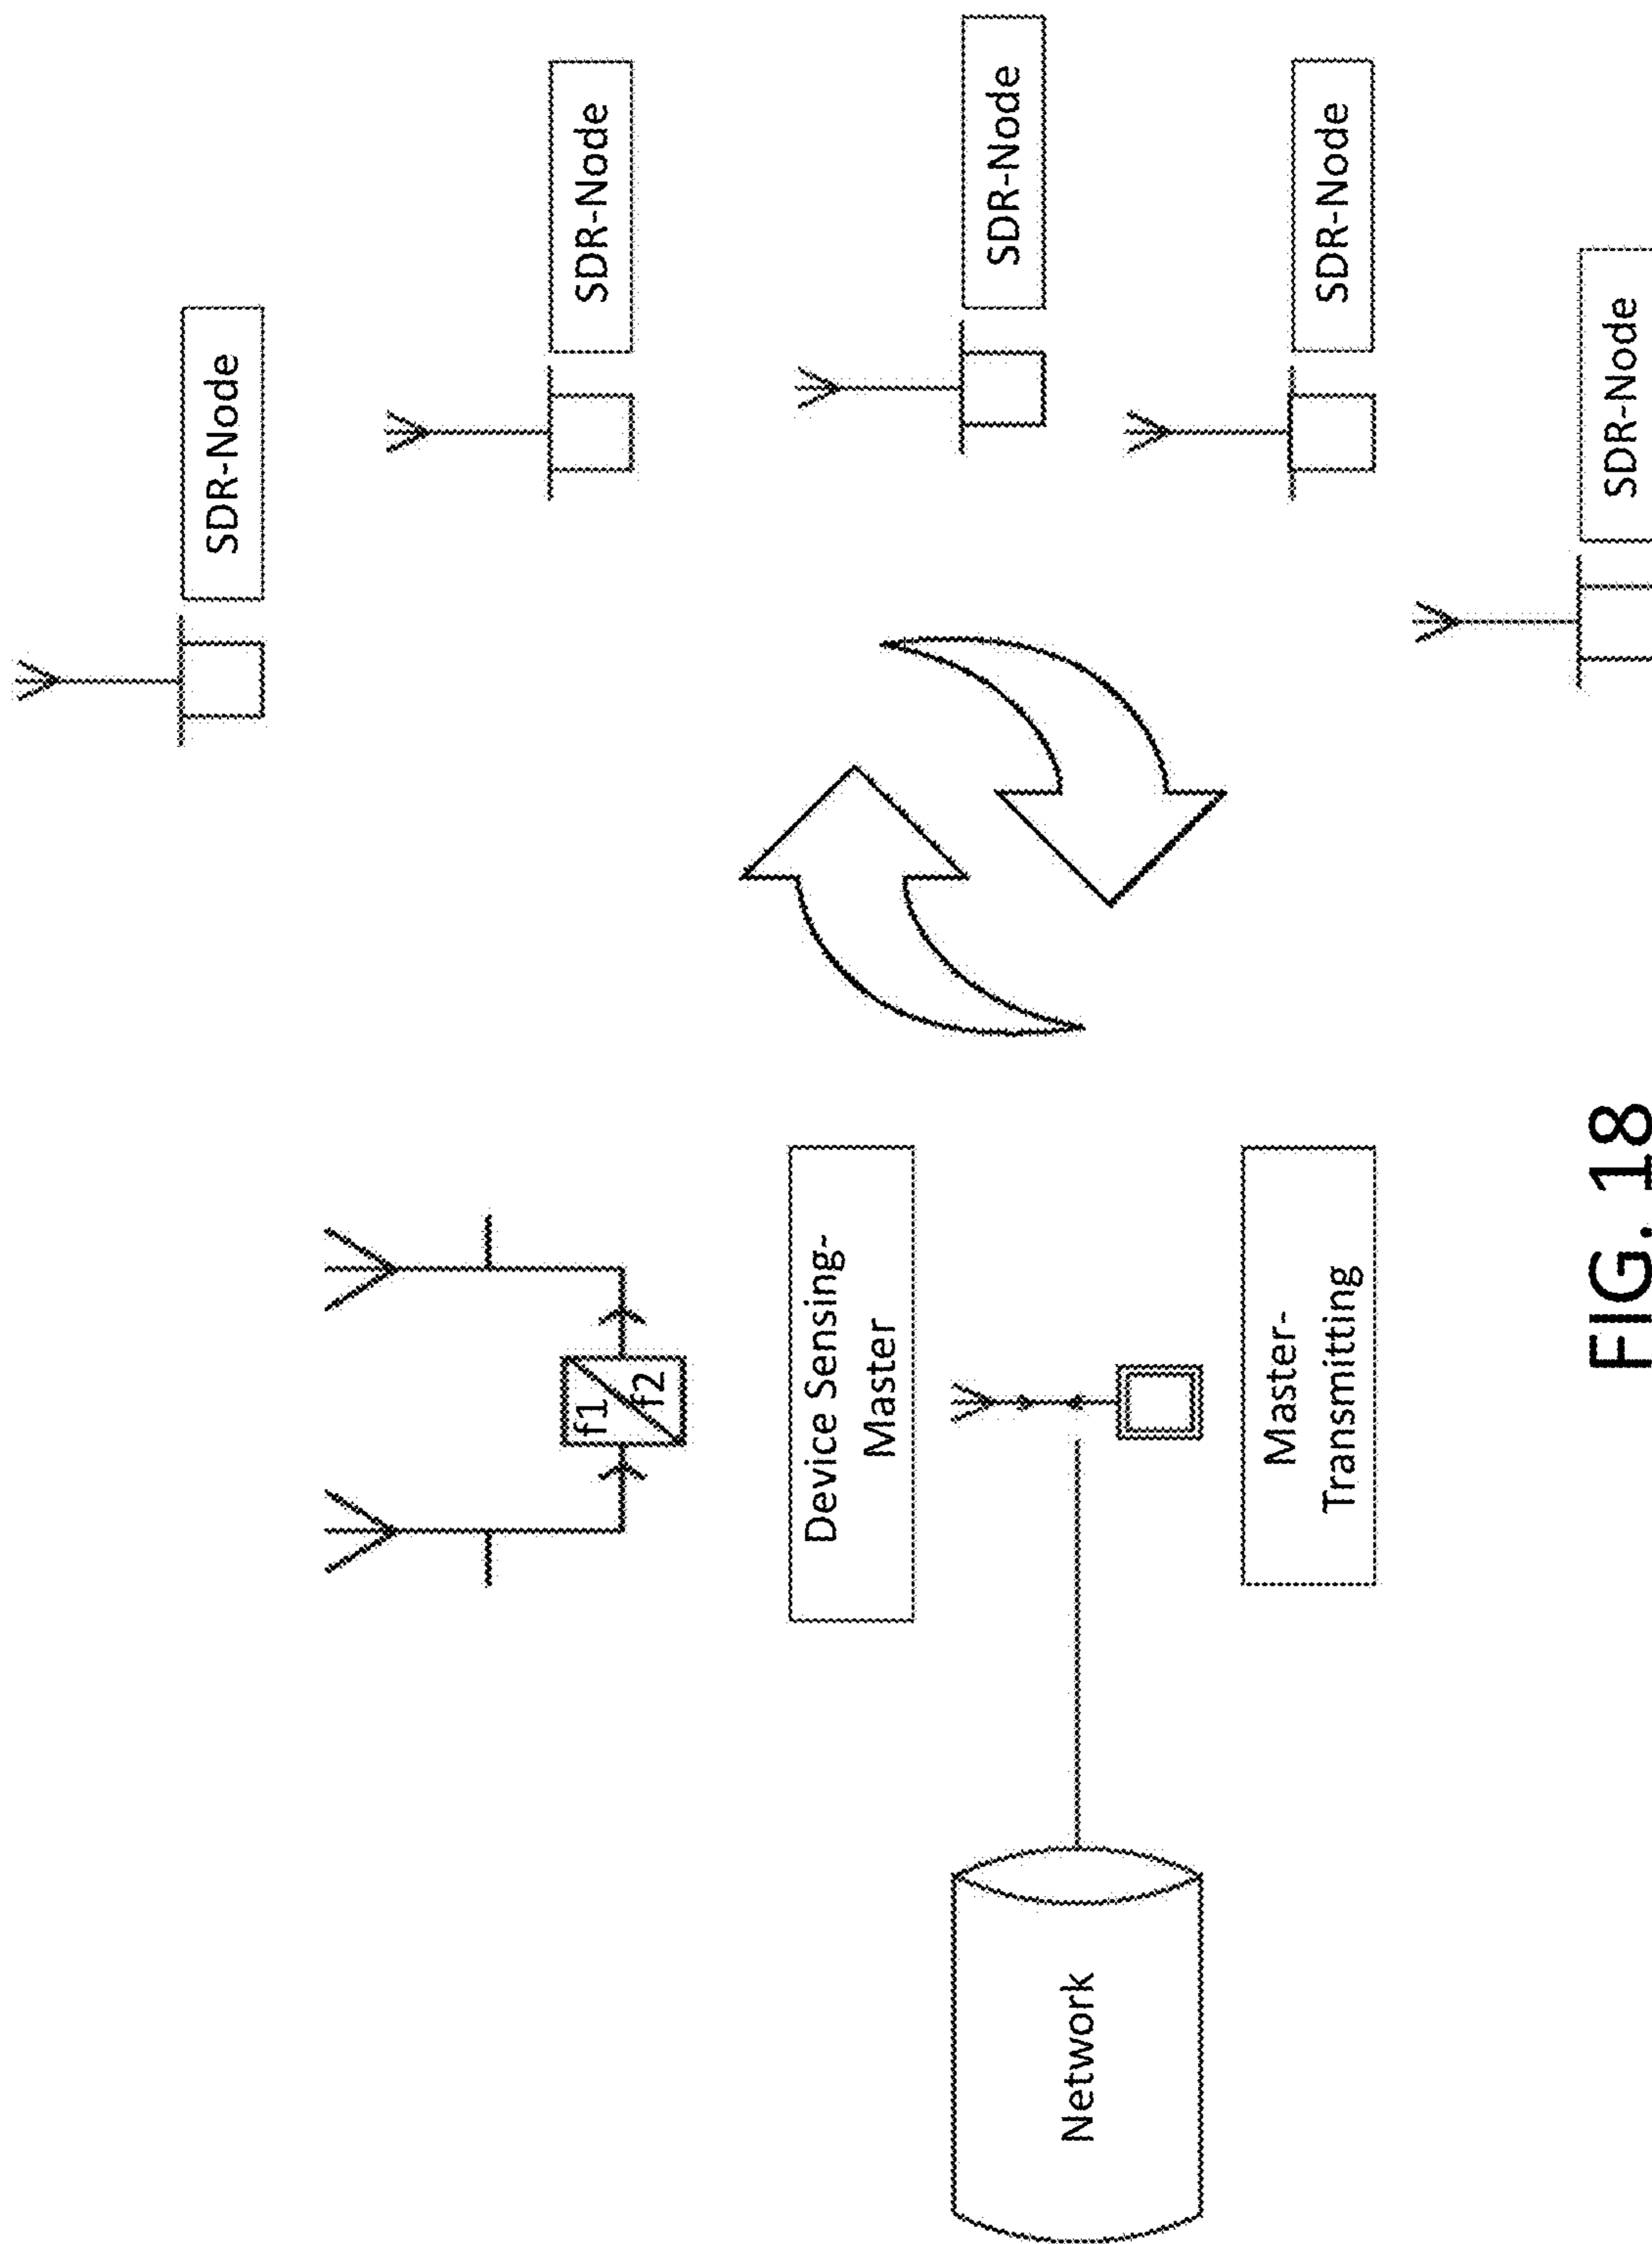 SDR-Node
SDR-Node
SDR-Node
SDR-Node
SDR-Node
f1
f2
Device Sensing-
Master
Network
Master-
Transmitting
FIG. 18